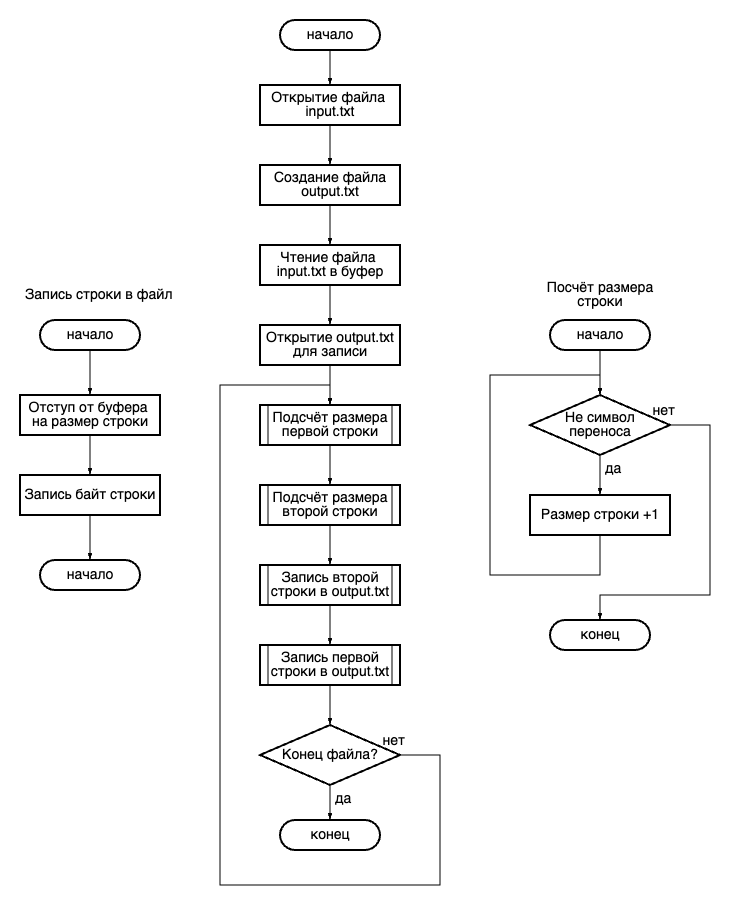 начало
Открытие файла
input.txt
Создание файла
output.txt
Чтение файла
input.txt в буфер
Открытие output.txt
для записи
Подсчёт размера
первой строки
Подсчёт размера
второй строки
Запись второй
строки в output.txt
Запись первой
строки в output.txt
Конец файла?
нет
да
конец
Запись строки в файл
начало
Отступ от буфера
на размер строки
Запись байт строки
начало
Посчёт размера
строки
начало
Не символ
переноса
нет
да
Размер строки +1
конец